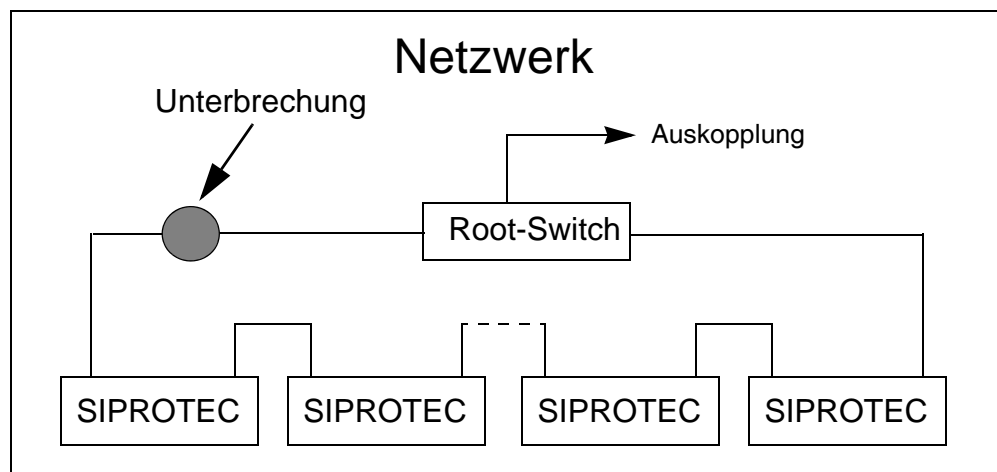 Netzwerk
Unterbrechung
Auskopplung
Root-Switch
SIPROTEC
SIPROTEC
SIPROTEC
SIPROTEC